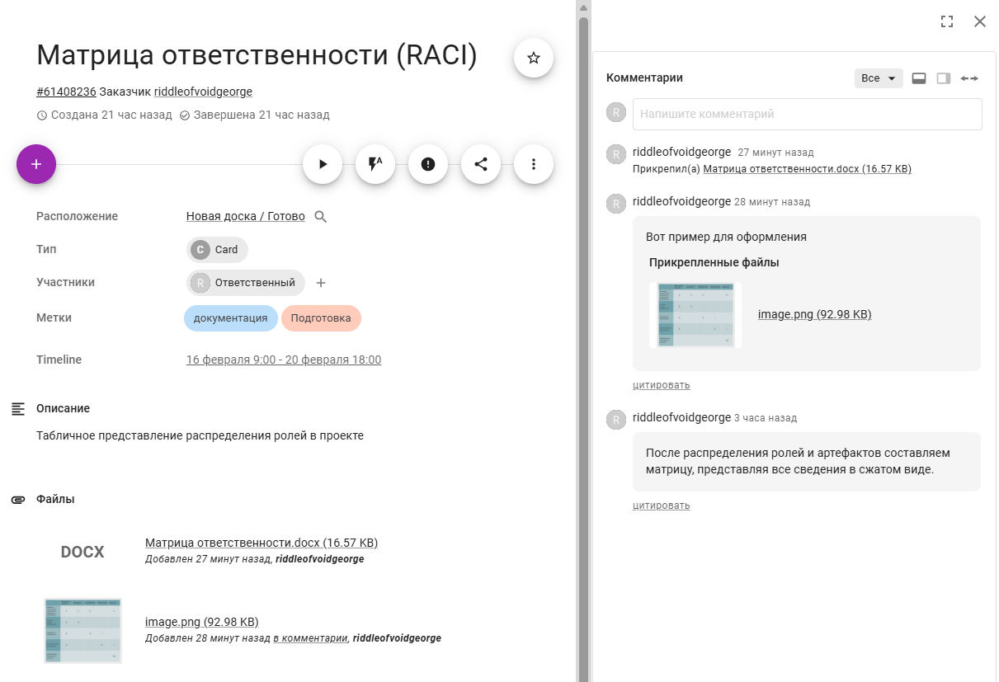 Матрица ответственности (RACI)
#61408236 Заказчик riddleofvoidgeorge
Создана 21 час назад Завершена 21 час назад
Расположение Новая доска / Готово
Тип C Card
Участники R Ответственный
Метки документация Подготовка
Timeline 16 февраля 9:00 - 20 февраля 18:00
Описание
Табличное представление распределения ролей в проекте
Файлы
DOCX
Матрица ответственности.docx (16.57 KB)
Добавлен 27 минут назад, riddleofvoidgeorge
image.png (92.98 KB)
Добавлен 28 минут назад в комментарии, riddleofvoidgeorge
Комментарии Все
R Напишите комментарий
R riddleofvoidgeorge 27 минут назад
Прикрепил(а) Матрица ответственности.docx (16.57 KB)
R riddleofvoidgeorge 28 минут назад
Вот пример для оформления
Прикрепленные файлы
image.png (92.98 KB)
цитировать
R riddleofvoidgeorge 3 часа назад
После распределения ролей и артефактов составляем
матрицу, представляя все сведения в сжатом виде.
цитировать